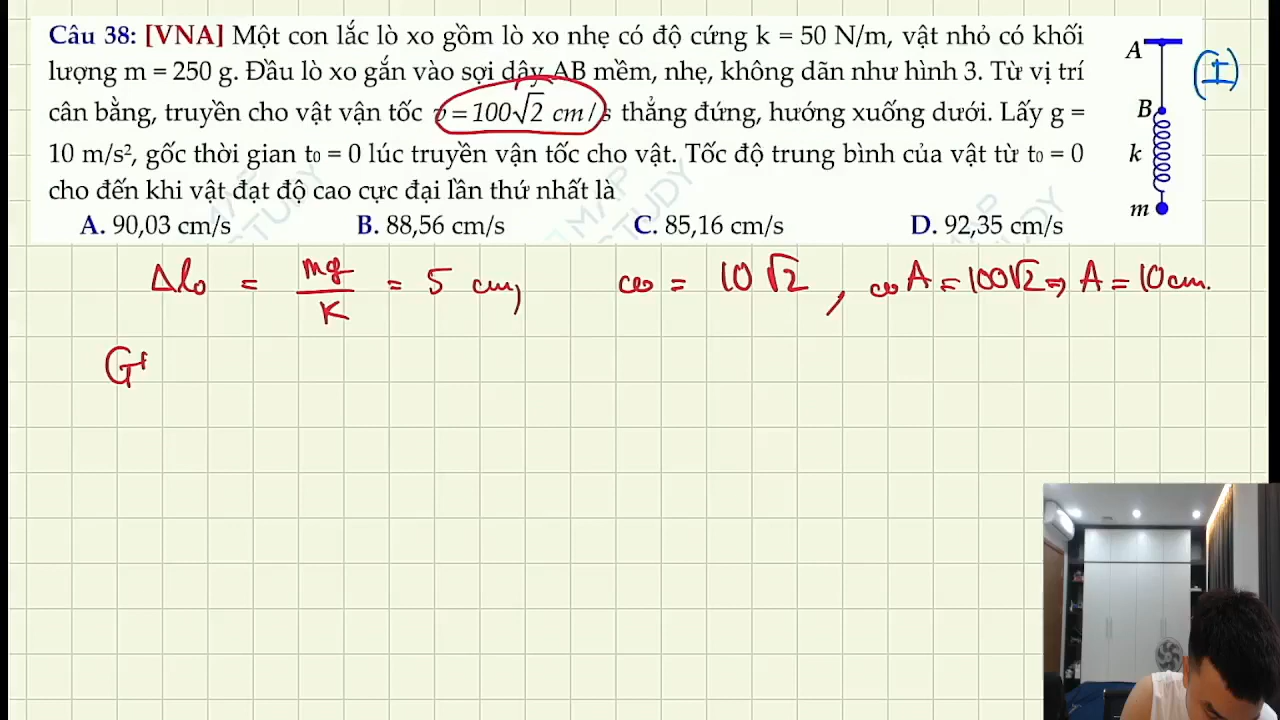 Câu 38: [VNA] Một con lắc lò xo gồm lò xo nhẹ có độ cứng k = 50 N/m, vật nhỏ có khối
lượng m = 250 g. Đầu lò xo gắn vào sợi dây AB mềm, nhẹ, không dãn như hình 3. Từ vị trí
cân bằng, truyền cho vật vận tốc v = 100√2 cm/s thẳng đứng, hướng xuống dưới. Lấy g =
10 m/s², gốc thời gian t₀ = 0 lúc truyền vận tốc cho vật. Tốc độ trung bình của vật từ t₀ = 0
cho đến khi vật đạt độ cao cực đại lần thứ nhất là
A. 90,03 cm/s B. 88,56 cm/s C. 85,16 cm/s D. 92,35 cm/s
A
(I)
B
k
m
MAP
STUDY
MAP
STUDY
Δl₀ = mg/K = 5 cm, ω = 10√2, ωA = 100√2 => A = 10cm.